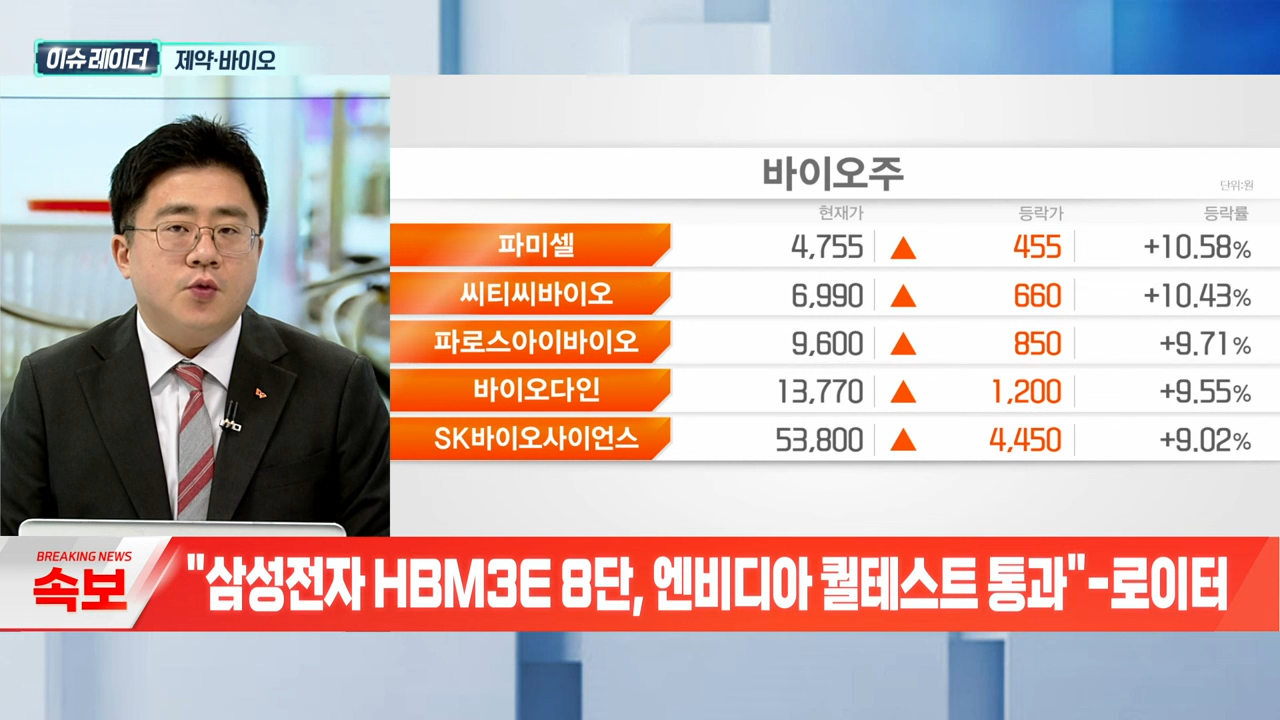 이슈 레이더 제약·바이오
바이오주
단위:원
현재가 등락가 등락률
파미셀 4,755 ▲ 455 +10.58%
씨티씨바이오 6,990 ▲ 660 +10.43%
파로스아이바이오 9,600 ▲ 850 +9.71%
바이오다인 13,770 ▲ 1,200 +9.55%
SK바이오사이언스 53,800 ▲ 4,450 +9.02%
BREAKING NEWS
속보
"삼성전자 HBM3E 8단, 엔비디아 퀄테스트 통과"-로이터